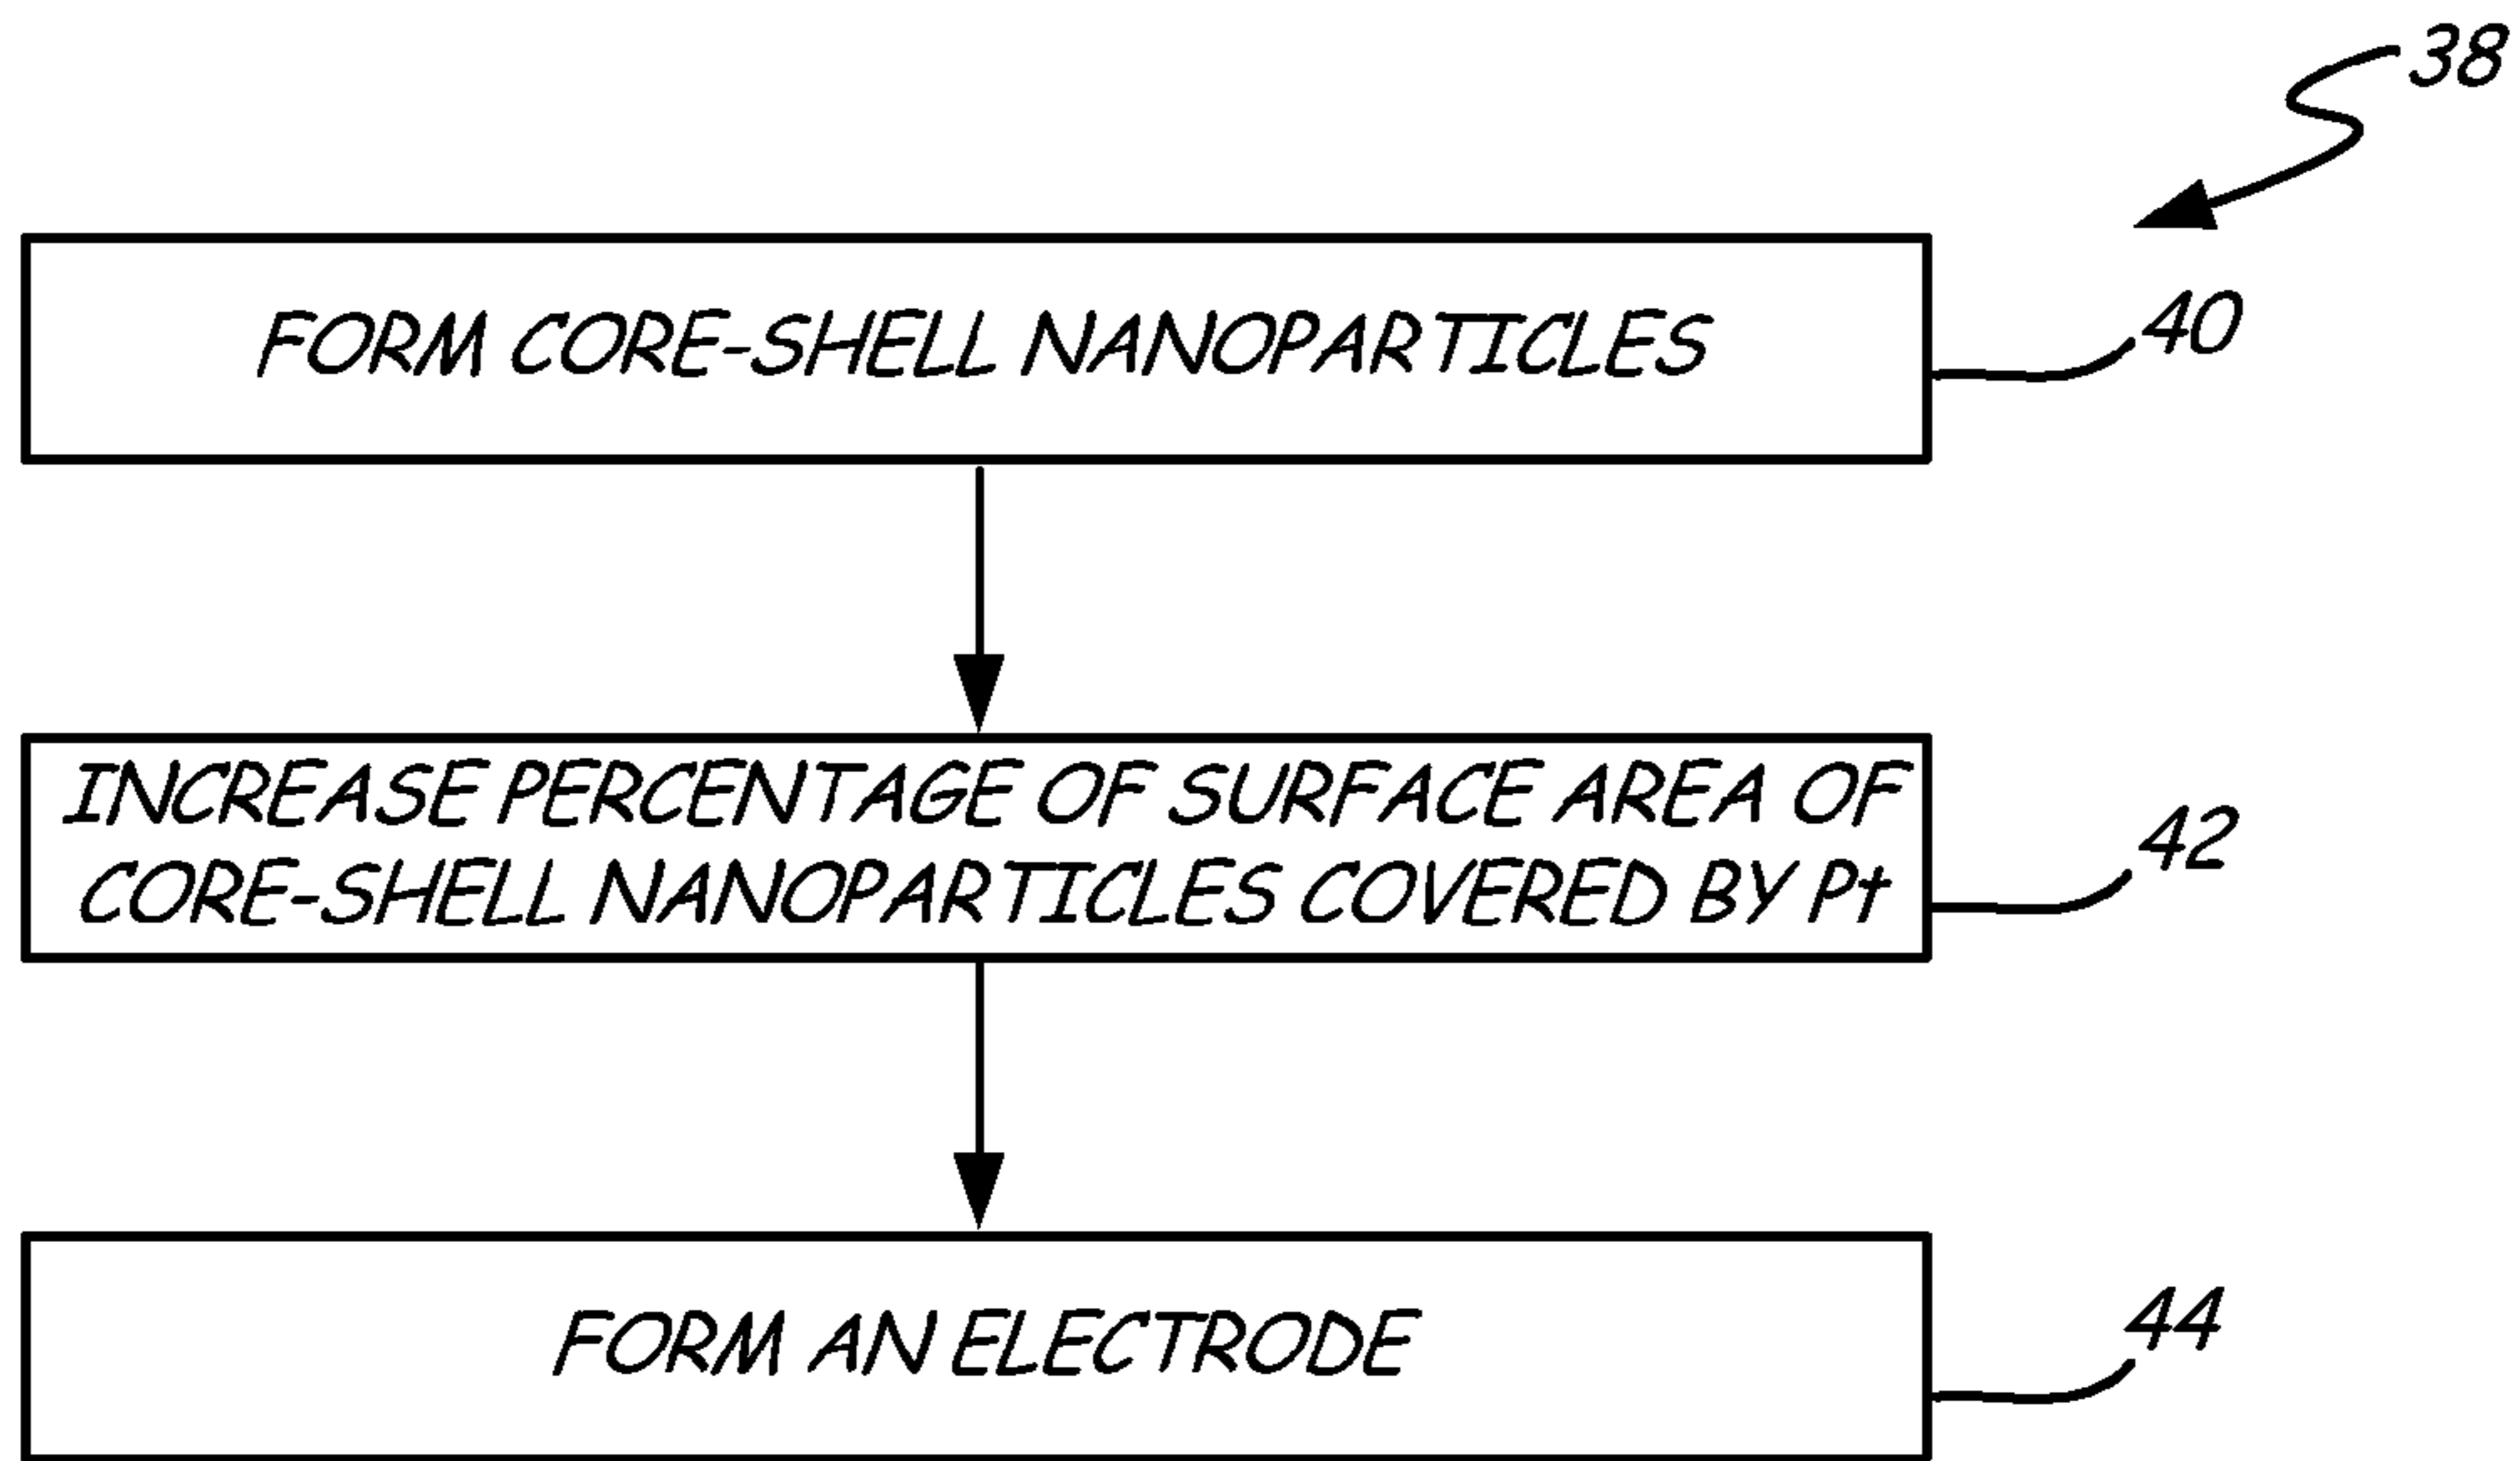 38
FORM CORE-SHELL NANOPARTICLES
40
INCREASE PERCENTAGE OF SURFACE AREA OF
CORE-SHELL NANOPARTICLES COVERED BY Pt
42
FORM AN ELECTRODE
44